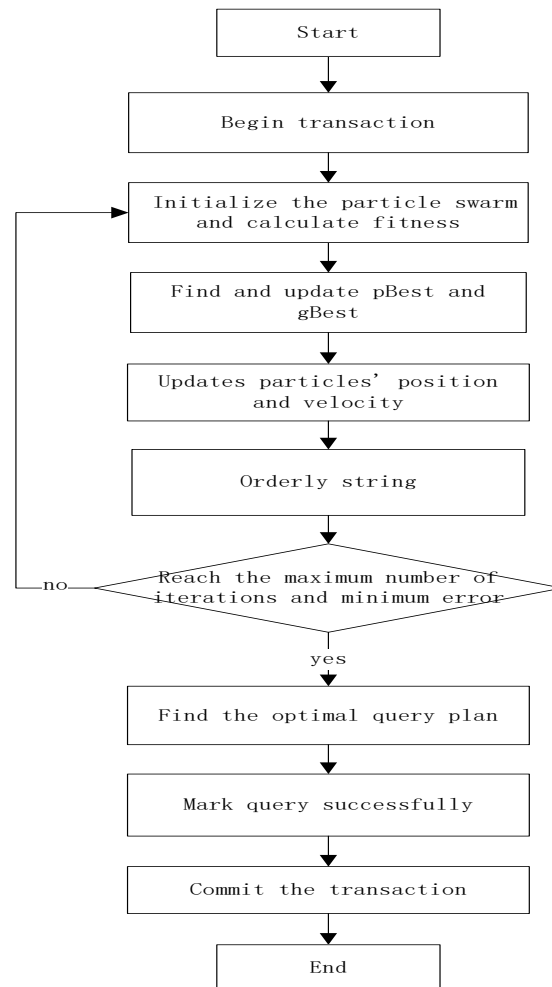 Start
Begin transaction
Initialize the particle swarm
and calculate fitness
Find and update pBest and
gBest
Updates particles' position
and velocity
Orderly string
Reach the maximum number of
iterations and minimum error
no
yes
Find the optimal query plan
Mark query successfully
Commit the transaction
End